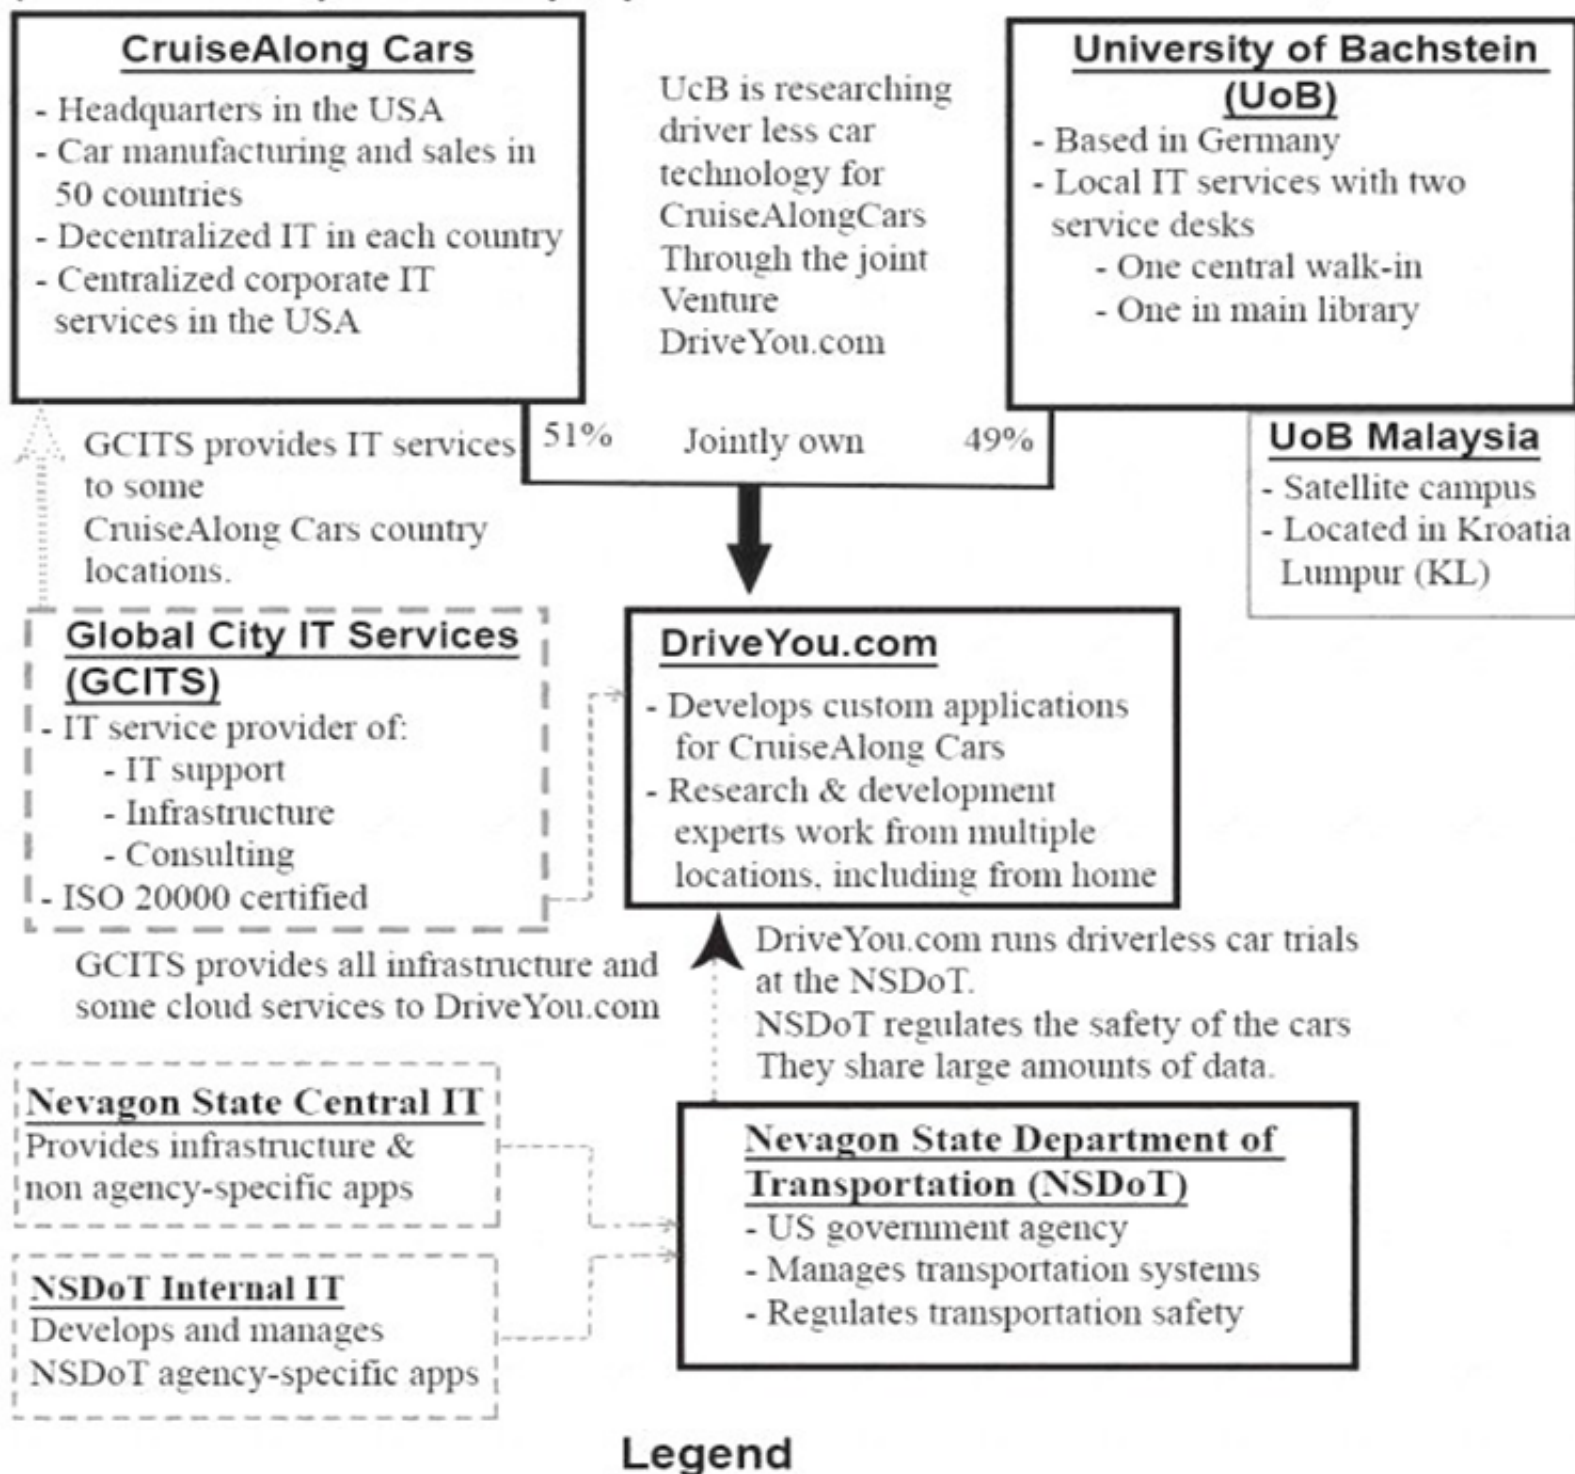 CruiseAlong Cars
- Headquarters in the USA
- Car manufacturing and sales in
50 countries
- Decentralized IT in each country
- Centralized corporate IT
services in the USA
UcB is researching
driver less car
technology for
CruiseAlongCars
Through the joint
Venture
DriveYou.com
University of Bachstein
(UoB)
- Based in Germany
- Local IT services with two
service desks
- One central walk-in
- One in main library
51% Jointly own 49%
UoB Malaysia
- Satellite campus
- Located in Kroatia
Lumpur (KL)
GCITS provides IT services
to some
CruiseAlong Cars country
locations.
Global City IT Services
(GCITS)
- IT service provider of:
- IT support
- Infrastructure
- Consulting
- ISO 20000 certified
DriveYou.com
- Develops custom applications
for CruiseAlong Cars
- Research & development
experts work from multiple
locations, including from home
GCITS provides all infrastructure and
some cloud services to DriveYou.com
DriveYou.com runs driverless car trials
at the NSDoT.
NSDoT regulates the safety of the cars
They share large amounts of data.
Nevagon State Central IT
Provides infrastructure &
non agency-specific apps
NSDoT Internal IT
Develops and manages
NSDoT agency-specific apps
Nevagon State Department of
Transportation (NSDoT)
- US government agency
- Manages transportation systems
- Regulates transportation safety
Legend